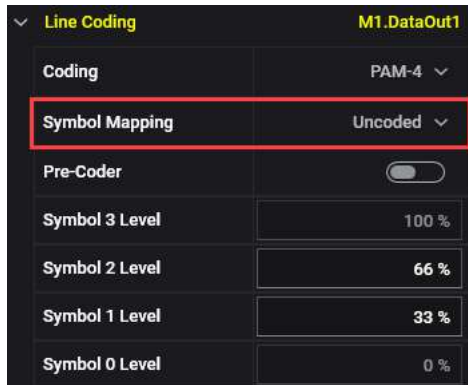 Line Coding M1.DataOut1
Coding PAM-4
Symbol Mapping Uncoded
Pre-Coder
Symbol 3 Level 100 %
Symbol 2 Level 66 %
Symbol 1 Level 33 %
Symbol 0 Level 0 %